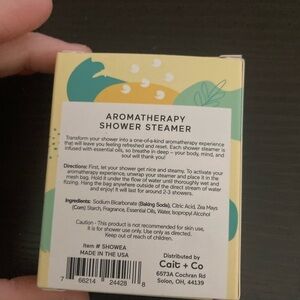 AROMATHERAPY
SHOWER STEAMER
Transform your shower into a one-of-a-kind aromatherapy experience
that will leave you feeling refreshed and reset. Each shower steamer is
infused with essential oils, so breathe in deep – your body, mind, and
soul will thank you!
Directions: First, let your shower get nice and steamy. To activate your
aromatherapy experience, unwrap your steamer and place it in the
mesh bag. Hold it under the flow of water until thoroughly wet and
fizzing. Hang the bag anywhere outside of the direct stream of water
and enjoy! It will last for around 2-3 showers.
Ingredients: Sodium Bicarbonate (Baking Soda), Citric Acid, Zea Mays
(Corn) Starch, Fragrance, Essential Oils, Water, Isopropyl Alcohol
Caution - This product is not recommended for skin use,
it is for shower use only. Use only as directed.
Keep out of reach of children.
Item # SHOWEA
MADE IN THE USA
7 66214 24428 8
Distributed by
Cait + Co
6573A Cochran Rd
Solon, OH, 44139